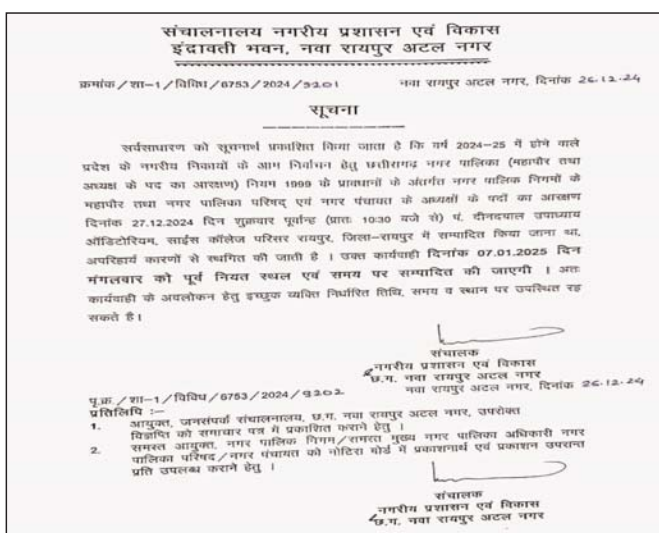 संचालनालय नगरीय प्रशासन एवं विकास
इंद्रावती भवन, नवा रायपुर अटल नगर
क्रमांक/शा-1/विविध/6753/2024/9201 नवा रायपुर अटल नगर, दिनांक 26.12.24
सूचना
सर्वसाधारण को सूचनार्थ प्रकाशित किया जाता है कि वर्ष 2024-25 में होने वाले
प्रदेश के नगरीय निकायों के आम निर्वाचन हेतु छत्तीसगढ़ नगर पालिका (महापौर तथा
अध्यक्ष के पद का आरक्षण) नियम 1999 के प्रावधानों के अंतर्गत नगर पालिक निगमों के
महापौर तथा नगर पालिका परिषद् एवं नगर पंचायत के अध्यक्षों के पदों का आरक्षण
दिनांक 27.12.2024 दिन शुक्रवार पूर्वान्ह (प्रातः 10:30 बजे से) पं. दीनदयाल उपाध्याय
ऑडिटोरियम, साईंस कॉलेज परिसर रायपुर, जिला-रायपुर में सम्पादित किया जाना था,
अपरिहार्य कारणों से स्थगित की जाती है । उक्त कार्यवाही दिनांक 07.01.2025 दिन
मंगलवार को पूर्व नियत स्थल एवं समय पर सम्पादित की जाएगी । अतः
कार्यवाही के अवलोकन हेतु इच्छुक व्यक्ति निर्धारित तिथि, समय व स्थान पर उपस्थित रह
सकते है।
संचालक
नगरीय प्रशासन एवं विकास
छ.ग. नवा रायपुर अटल नगर
पृ.क्र./शा-1/विविध/6753/2024/9202 नवा रायपुर अटल नगर, दिनांक 26.12.24
प्रतिलिपि :-
1. आयुक्त, जनसंपर्क संचालनालय, छ.ग. नवा रायपुर अटल नगर, उपरोक्त
विज्ञप्ति को समाचार पत्र में प्रकाशित कराने हेतु ।
2. समस्त आयुक्त, नगर पालिक निगम/समस्त मुख्य नगर पालिका अधिकारी नगर
पालिका परिषद/नगर पंचायत को नोटिस बोर्ड में प्रकाशनार्थ एवं प्रकाशन उपरान्त
प्रति उपलब्ध कराने हेतु ।
संचालक
नगरीय प्रशासन एवं विकास
छ.ग. नवा रायपुर अटल नगर